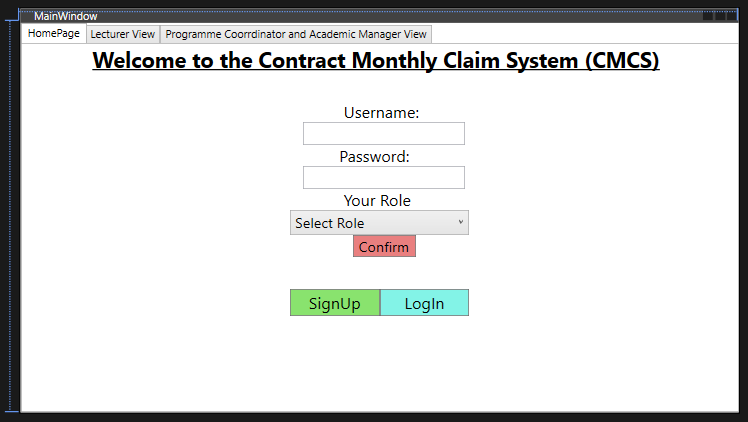 MainWindow
HomePage Lecturer View Programme Coorrdinator and Academic Manager View
Welcome to the Contract Monthly Claim System (CMCS)
Username:
Password:
Your Role
Select Role
Confirm
SignUp LogIn